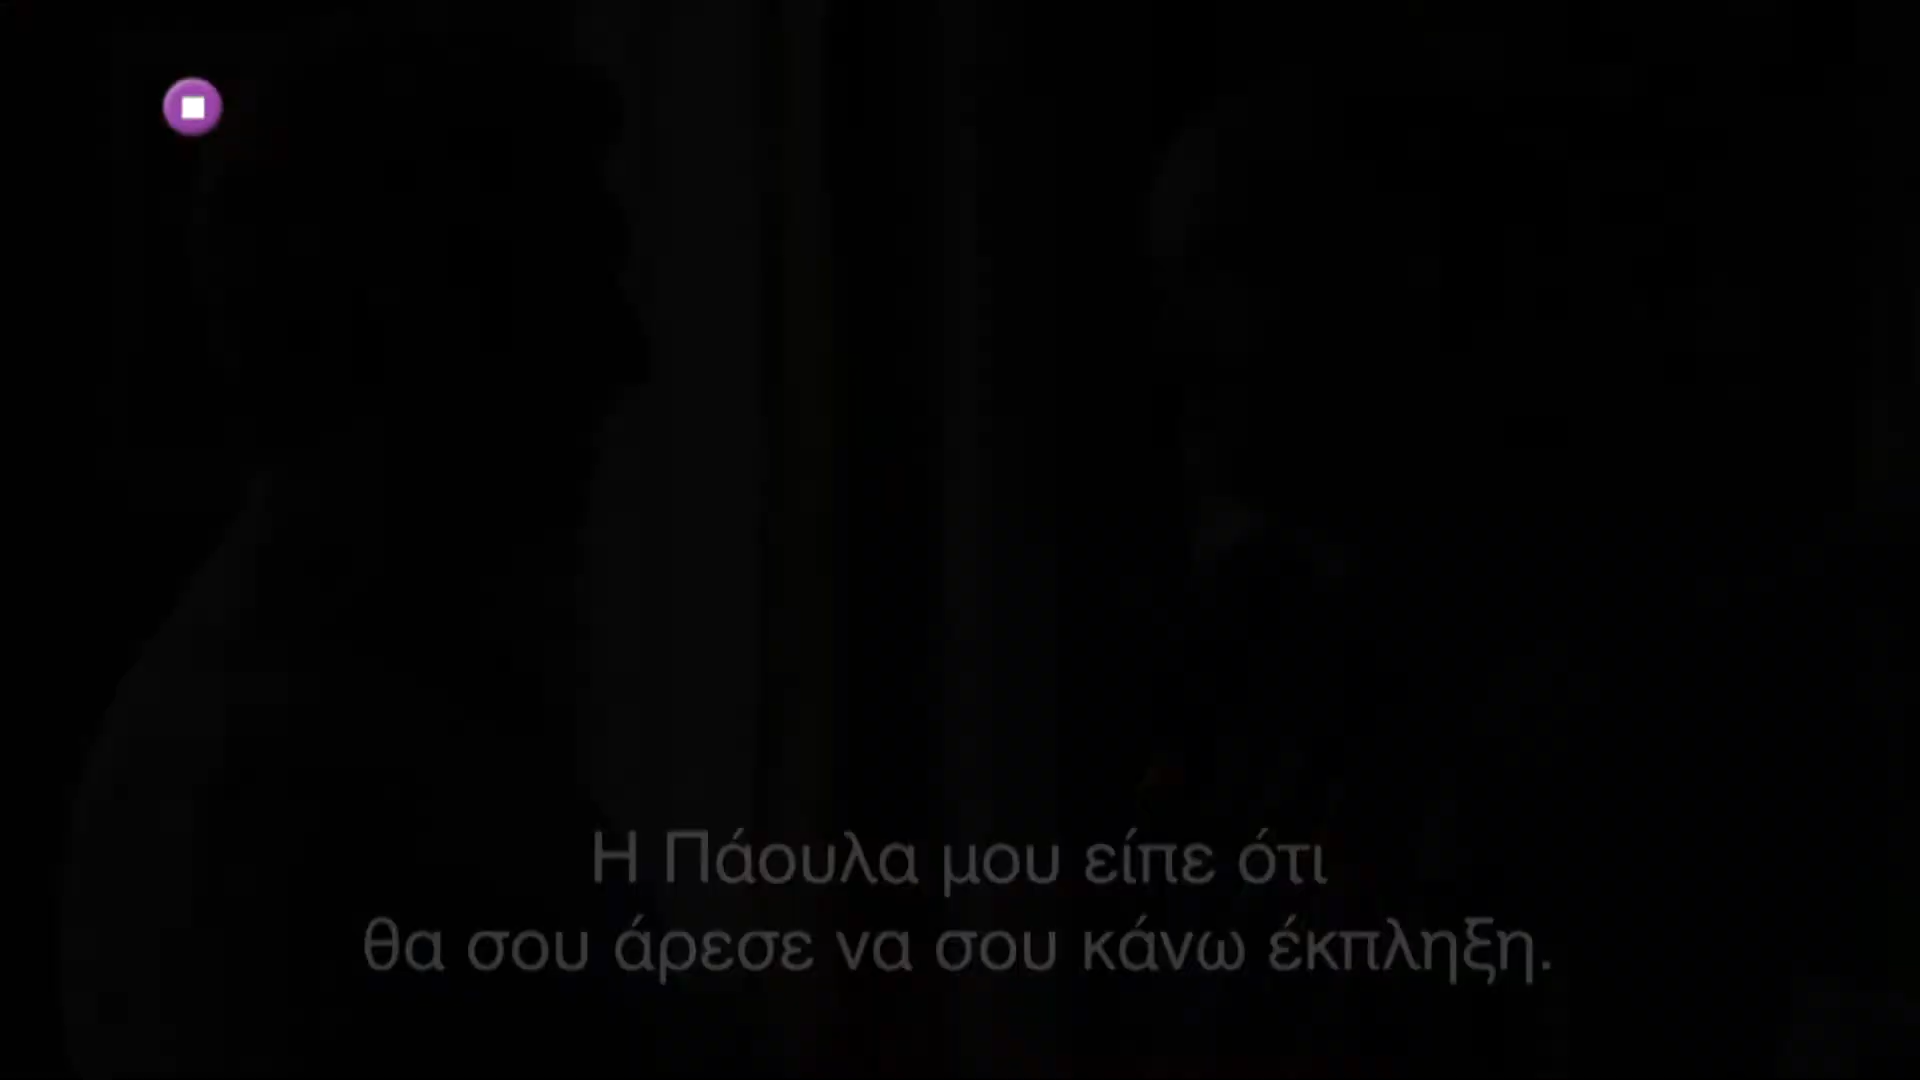 Η Πάουλα μου είπε ότι
θα σου άρεσε να σου κάνω έκπληξη.